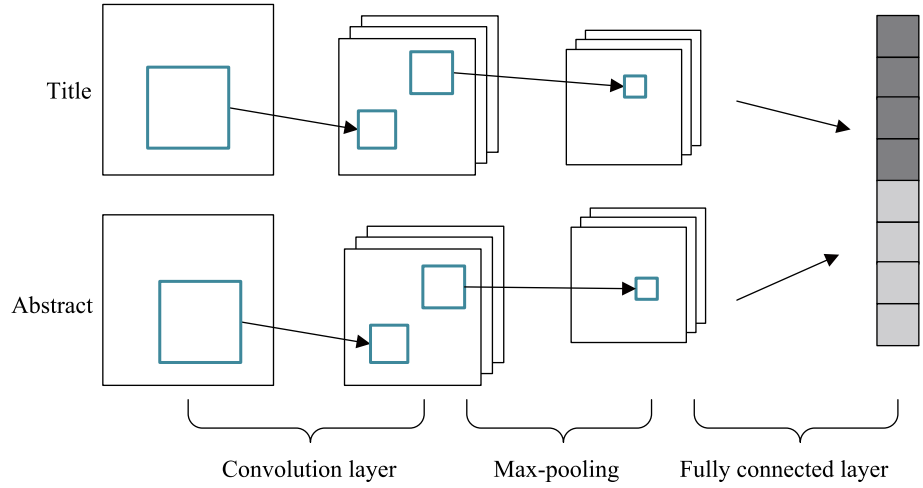 Title
Abstract
Convolution layer
Max-pooling
Fully connected layer